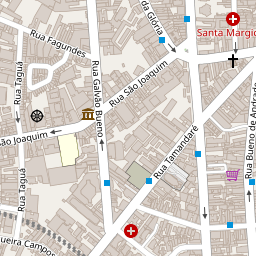 da Glória
Santa Margio
Rua Fagundes
Rua Taguá
Rua Galvão Bueno
Rua São Joaquim
São Joaquim
Rua Tamandaré
Rua Bueno de Andrade
Rua Taguá
ueira Campos